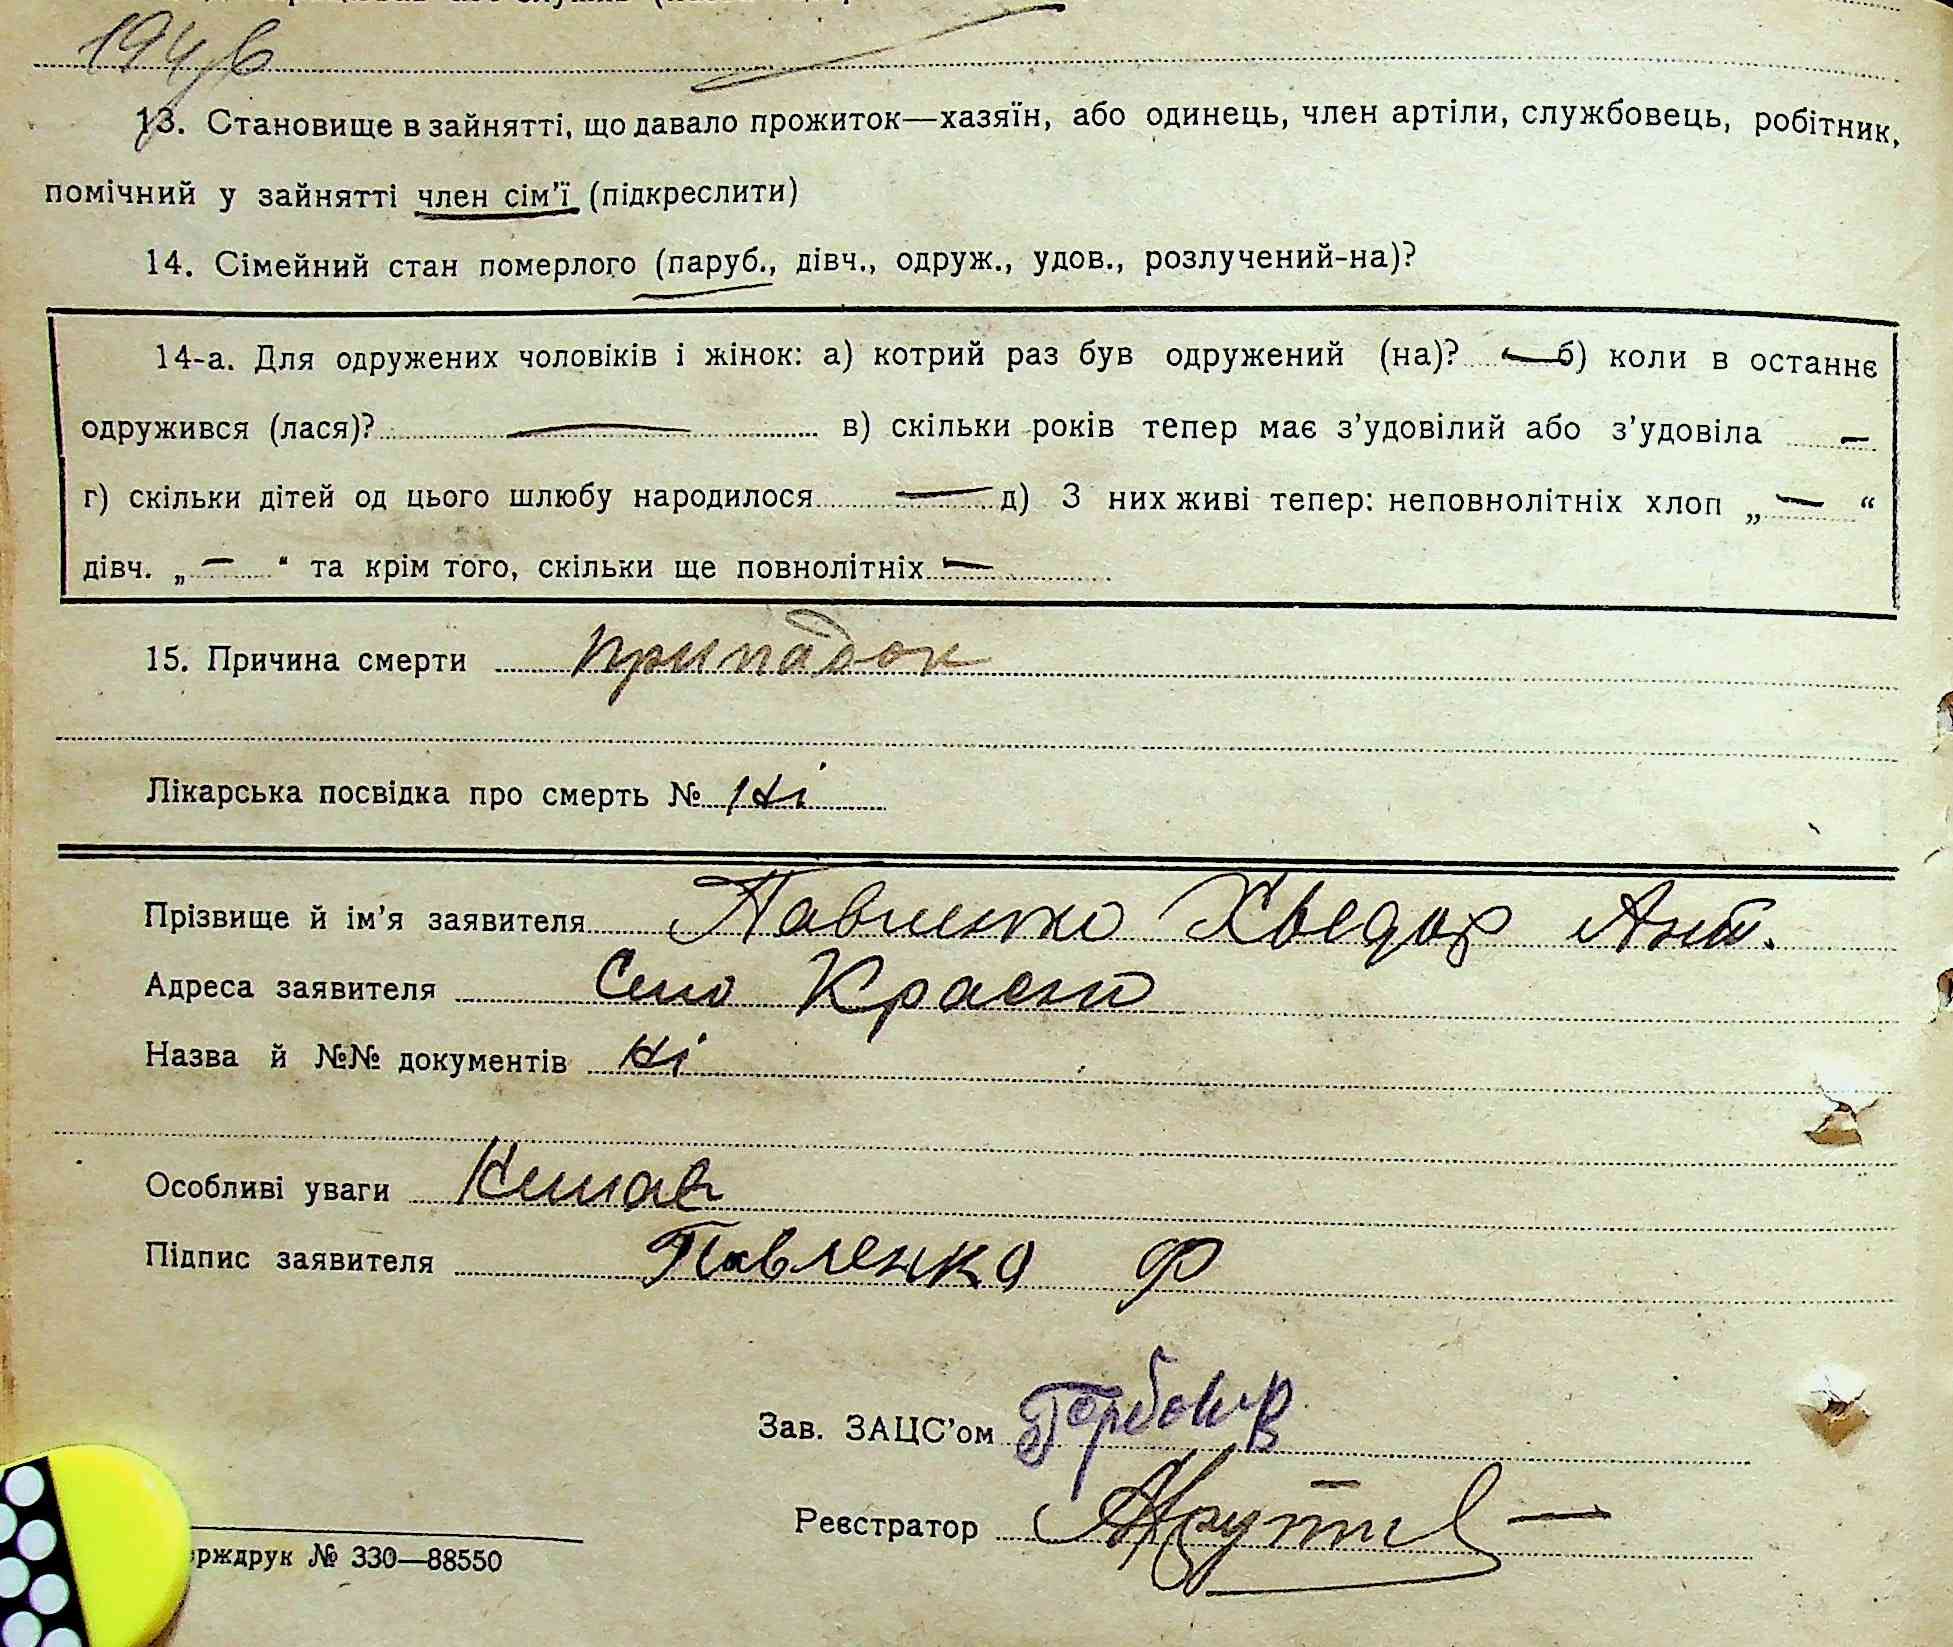 194/6
13. Становище в зайнятті, що давало прожиток—хазяїн, або одинець, член артіли, службовець, робітник,
помічний у зайнятті член сім'ї (підкреслити)
14. Сімейний стан померлого (паруб., дівч., одруж., удов., розлучений-на)?
14-а. Для одружених чоловіків і жінок: а) котрий раз був одружений (на)? — б) коли в останнє
одружився (лася)? — в) скільки років тепер має з'удовілий або з'удовіла —
г) скільки дітей од цього шлюбу народилося — д) З них живі тепер: неповнолітніх хлоп „ — “
дівч. „ — “ та крім того, скільки ще повнолітніх —
15. Причина смерти припадок
Лікарська посвідка про смерть № Ні
Прізвище й ім'я заявителя Павленко Хведор Ант.
Адреса заявителя Село Красно
Назва й №№ документів Ні
Особливі уваги Немає
Підпис заявителя Павленко Ф
Зав. ЗАЦС'ом
Реєстратор
рждрук № 330—88550